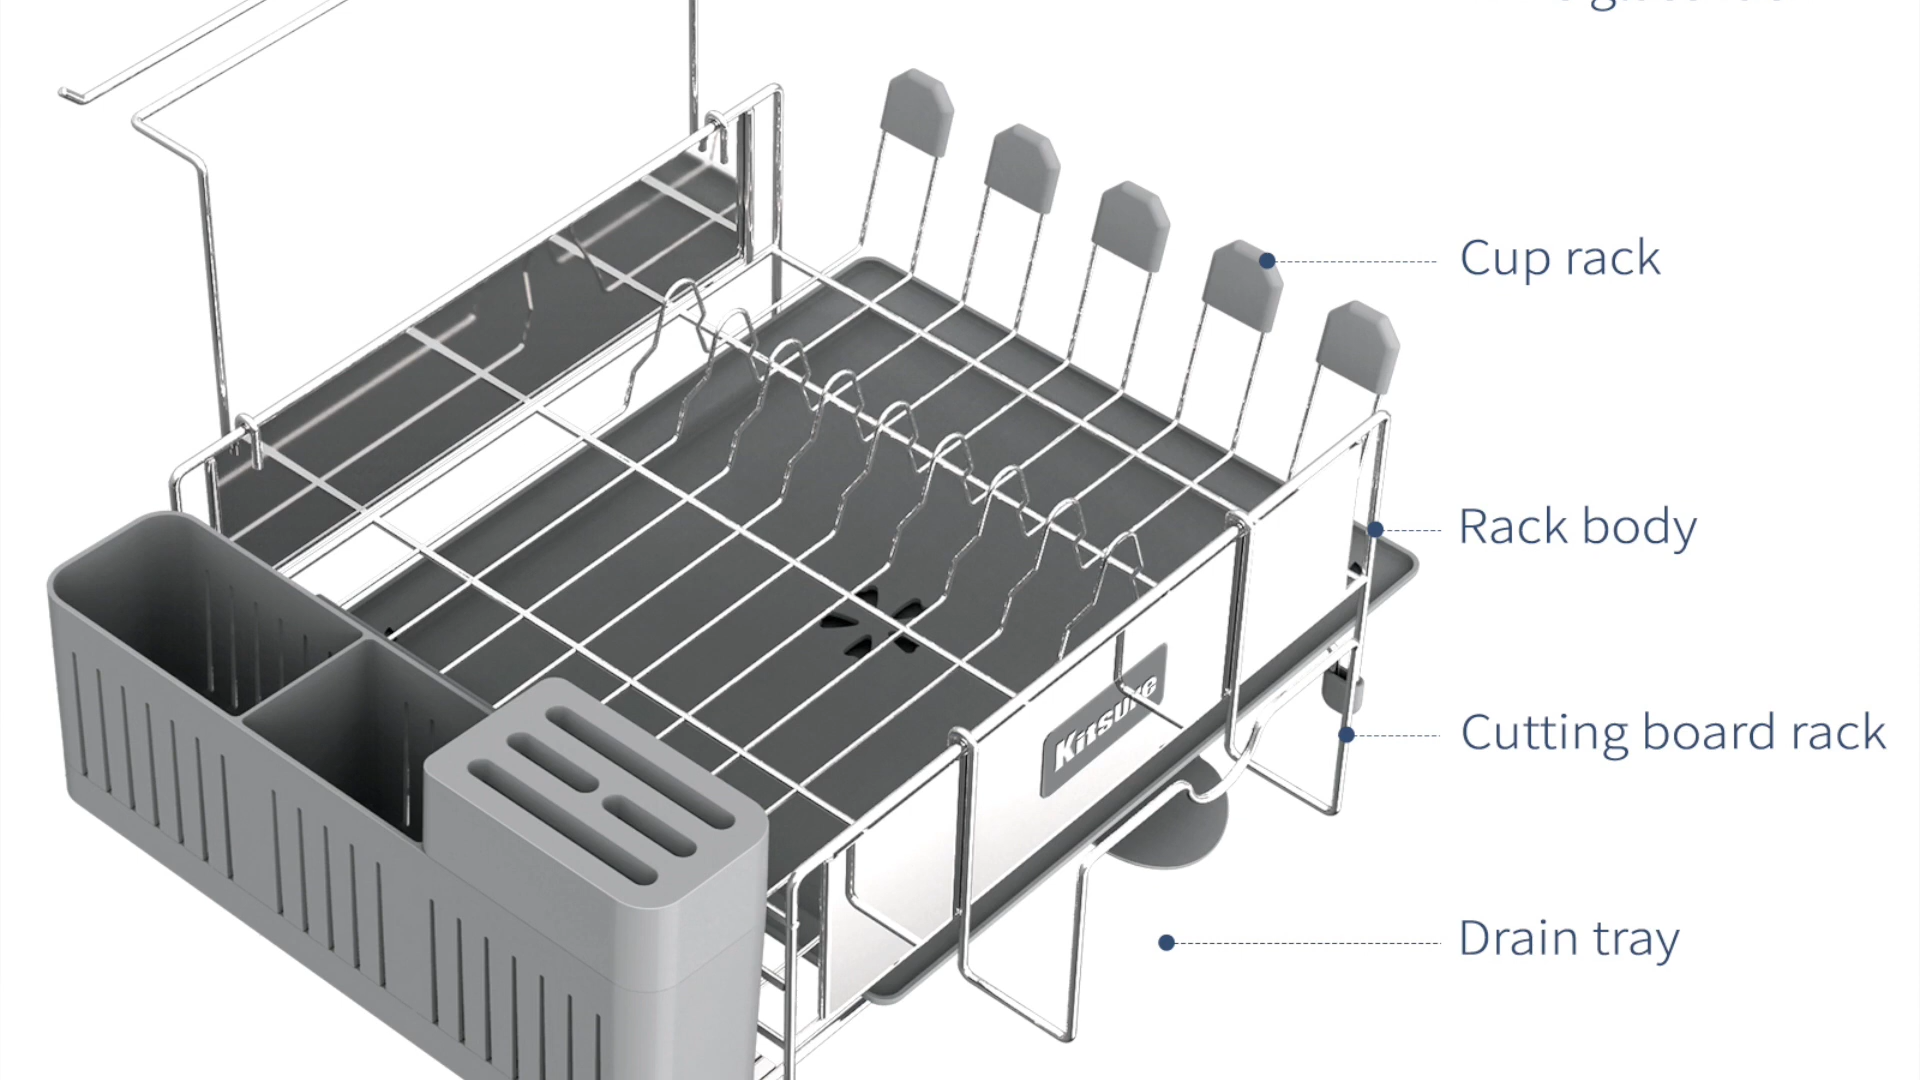 Cup rack
Rack body
Kitsure
Cutting board rack
Drain tray